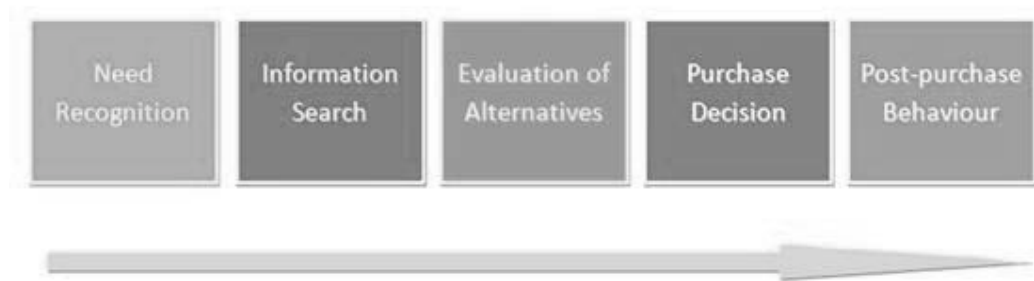 Need
Recognition
Information
Search
Evaluation of
Alternatives
Purchase
Decision
Post-purchase
Behaviour